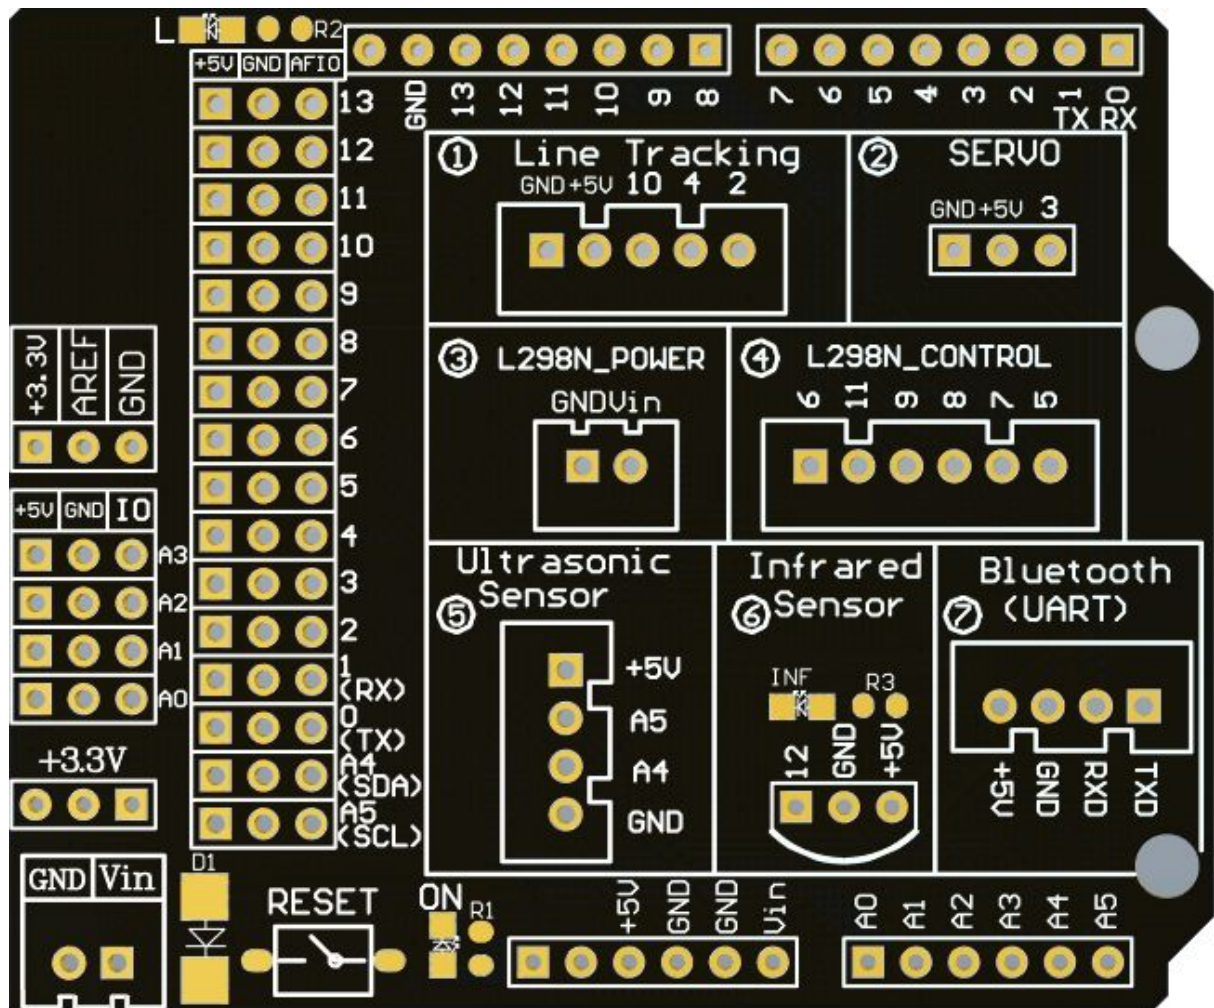 L R2
+5V GND AFIO
GND 13 12 11 10 9 8
7 6 5 4 3 2 1 0
TX RX
13
12
11
10
9
8
7
6
5
4
3
2
1
(RX)
0
(TX)
A4
(SDA)
A5
(SCL)
① Line Tracking
GND +5V 10 4 2
② SERVO
GND +5V 3
③ L298N_POWER
GND Vin
④ L298N_CONTROL
6 11 9 8 7 5
⑤ Ultrasonic
Sensor
+5V
A5
A4
GND
⑥ Infrared
Sensor
INF R3
12 GND +5V
⑦ Bluetooth
(UART)
+5V GND RXD TXD
+3.3V AREF GND
+5V GND IO
A3
A2
A1
A0
+3.3V
GND Vin
D1
RESET
ON R1
+5V GND GND Vin
A0 A1 A2 A3 A4 A5